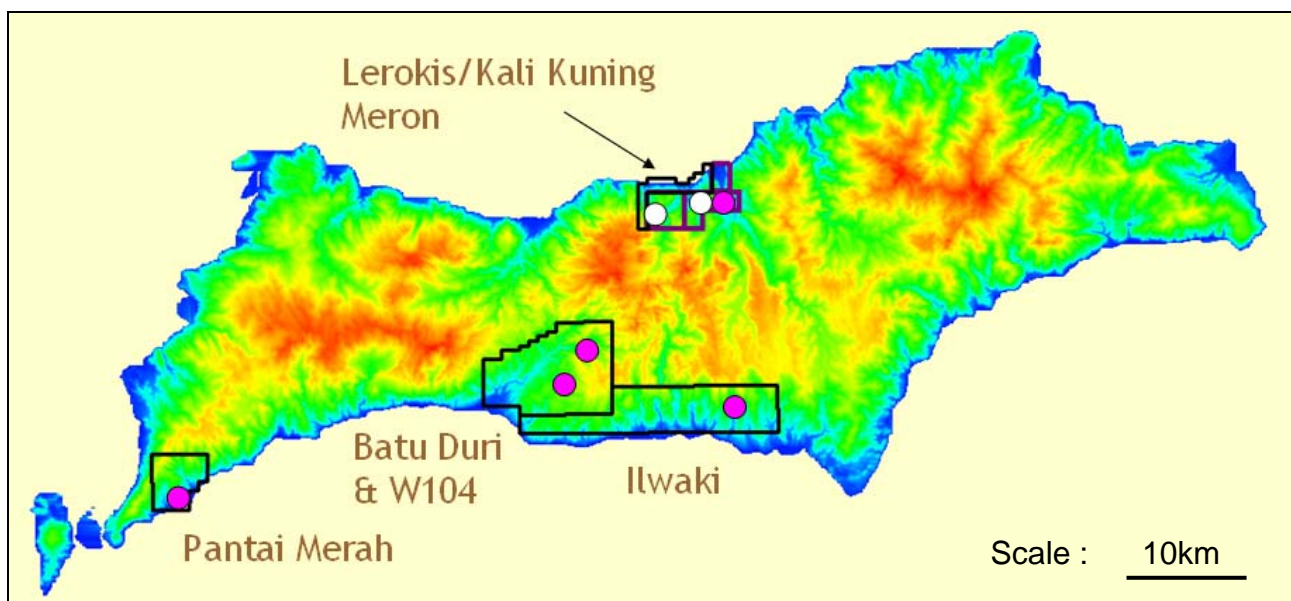 Lerokis/Kali Kuning
Meron
Batu Duri
& W104
Ilwaki
Pantai Merah
Scale : 10km